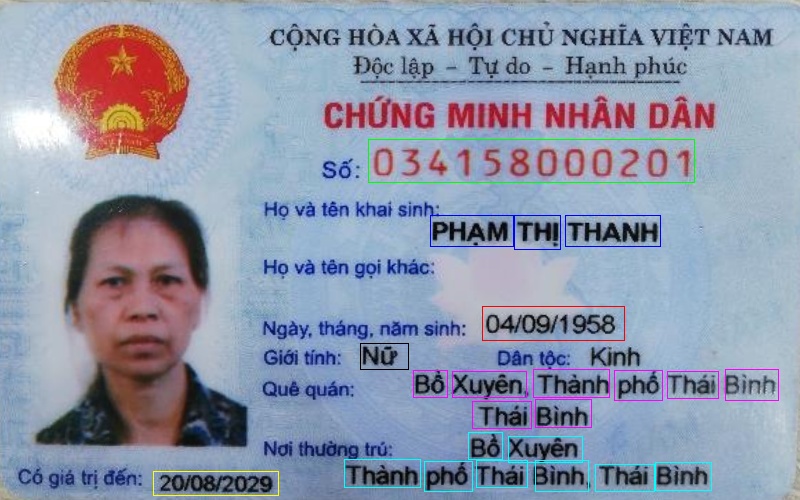 CỘNG HÒA XÃ HỘI CHỦ NGHĨA VIỆT NAM
Độc lập - Tự do - Hạnh phúc
CHỨNG MINH NHÂN DÂN
Số: 034158000201
Họ và tên khai sinh:
PHẠM THỊ THANH
Họ và tên gọi khác:
Ngày, tháng, năm sinh: 04/09/1958
Giới tính: Nữ Dân tộc: Kinh
Quê quán: Bồ Xuyên, Thành phố Thái Bình
Thái Bình
Nơi thường trú: Bồ Xuyên
Thành phố Thái Bình, Thái Bình
Có giá trị đến: 20/08/2029